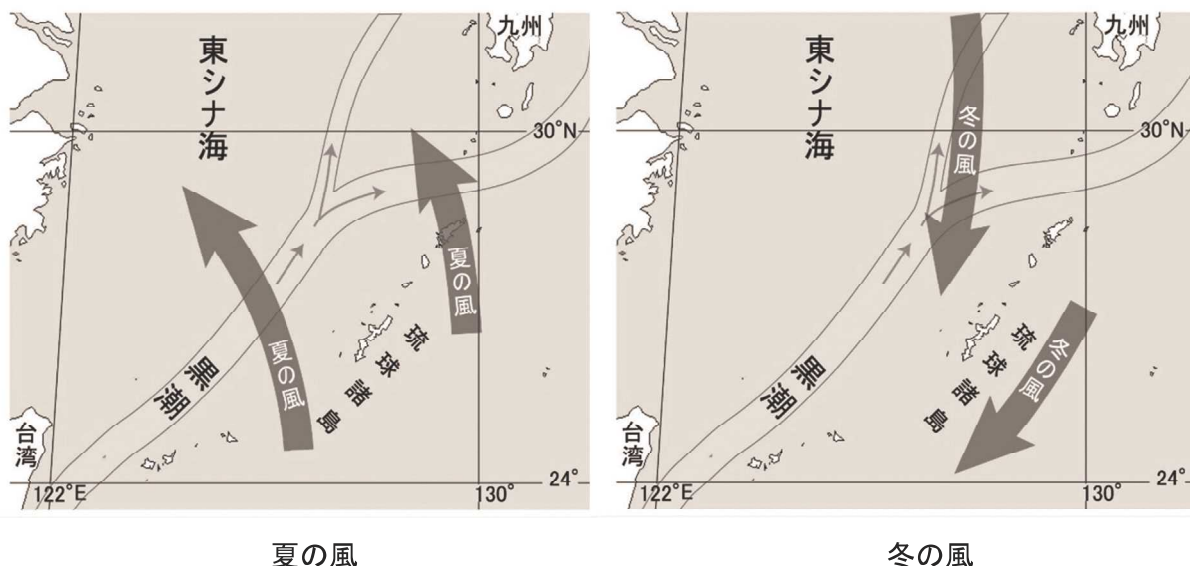 九州
東シナ海
30°N
夏の風
夏の風
琉球諸島
黒潮
台湾
24°
122°E
130°
夏の風
九州
東シナ海
冬の風
30°N
冬の風
琉球諸島
黒潮
台湾
24°
122°E
130°
冬の風